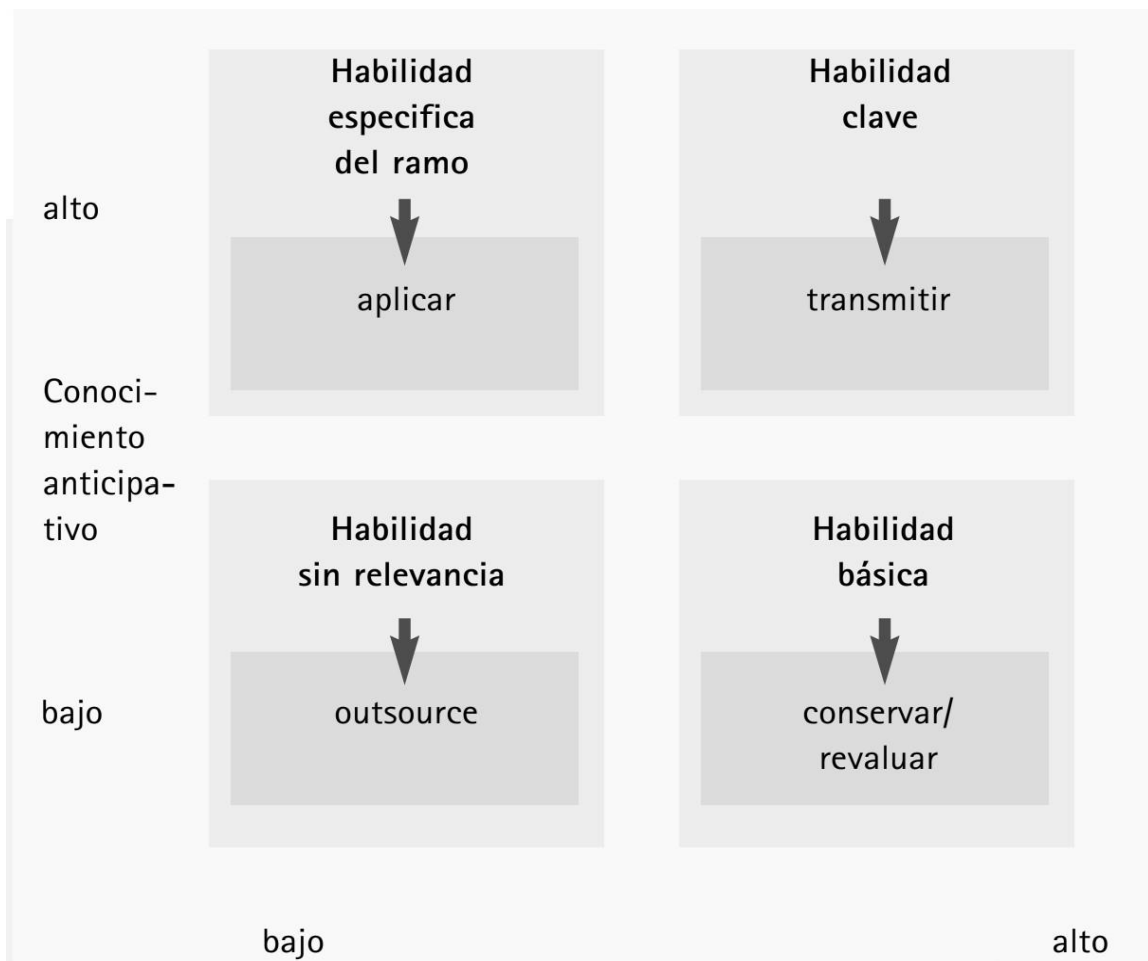 Habilidad
especifica
del ramo
Habilidad
clave
alto
aplicar
transmitir
Conoci-
miento
anticipa-
tivo
Habilidad
sin relevancia
Habilidad
básica
bajo
outsource
conservar/
revaluar
bajo
alto